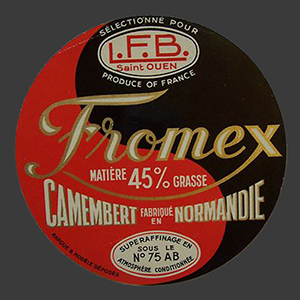 SÉLECTIONNÉ POUR
L.F.B.
Saint OUEN
PRODUCE OF FRANCE
Fromex
MATIÈRE 45% GRASSE
CAMEMBERT FABRIQUÉ EN NORMANDIE
SUPERAFFINAGE EN
SOUS LE
Nº 75 AB
ATMOSPHÈRE CONDITIONNÉE
MARQUE & MODÈLE DÉPOSÉS